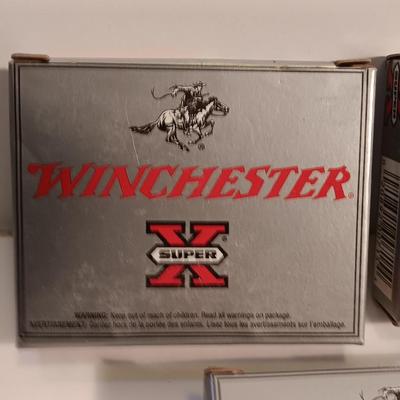 WINCHESTER®
X
SUPER
®
WARNING: Keep out of reach of children. Read all warnings on package.
AVERTISSEMENT: Gardez hors de la portée des enfants. Lisez tous les avertissements sur l'emballage.
SUPER
X